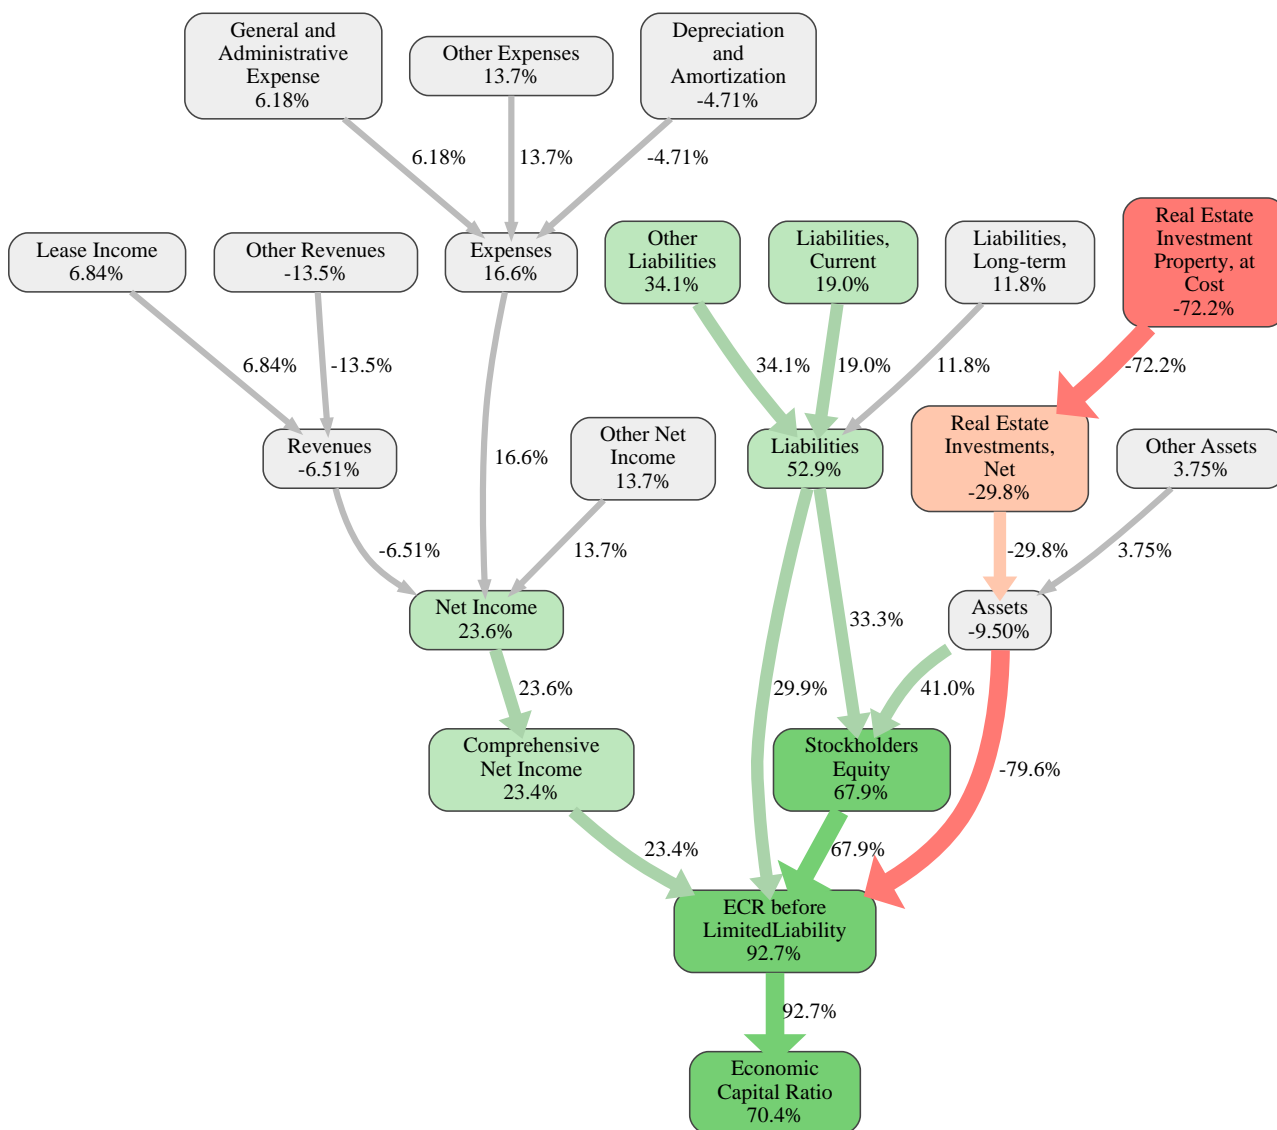 General and
Administrative
Expense
6.18%
Other Expenses
13.7%
Depreciation
and
Amortization
-4.71%
6.18%
13.7%
-4.71%
Lease Income
6.84%
Other Revenues
-13.5%
Expenses
16.6%
Other
Liabilities
34.1%
Liabilities,
Current
19.0%
Liabilities,
Long-term
11.8%
Real Estate
Investment
Property, at
Cost
-72.2%
6.84%
-13.5%
34.1%
19.0%
11.8%
-72.2%
Revenues
-6.51%
16.6%
Other Net
Income
13.7%
Liabilities
52.9%
Real Estate
Investments,
Net
-29.8%
Other Assets
3.75%
-6.51%
13.7%
-29.8%
3.75%
Net Income
23.6%
33.3%
Assets
-9.50%
23.6%
29.9%
41.0%
Comprehensive
Net Income
23.4%
Stockholders
Equity
67.9%
-79.6%
23.4%
67.9%
ECR before
LimitedLiability
92.7%
92.7%
Economic
Capital Ratio
70.4%